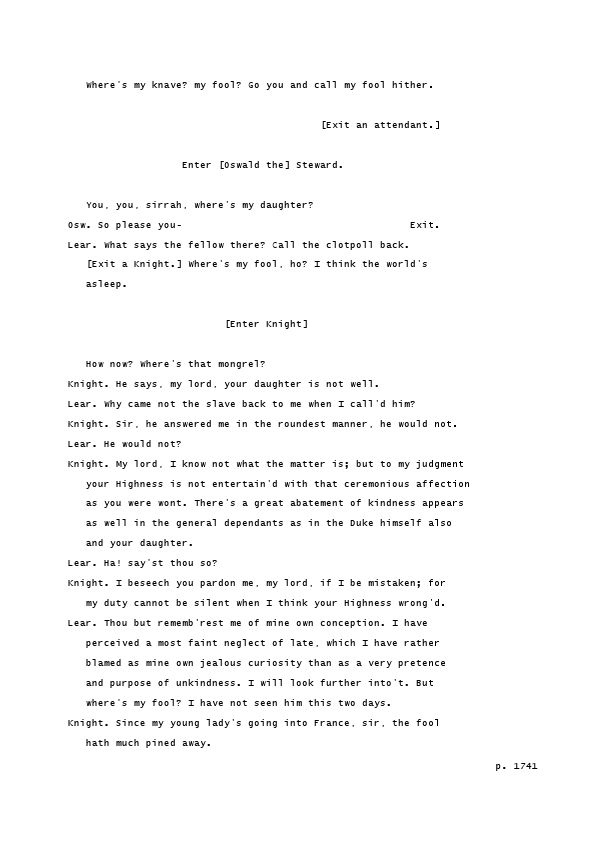 Where's my knave? my fool? Go you and call my fool hither.
[Exit an attendant.]
Enter [Oswald the] Steward.
You, you, sirrah, where's my daughter?
Osw. So please you- Exit.
Lear. What says the fellow there? Call the clotpoll back.
[Exit a Knight.] Where's my fool, ho? I think the world's
asleep.
[Enter Knight]
How now? Where's that mongrel?
Knight. He says, my lord, your daughter is not well.
Lear. Why came not the slave back to me when I call'd him?
Knight. Sir, he answered me in the roundest manner, he would not.
Lear. He would not?
Knight. My lord, I know not what the matter is; but to my judgment
your Highness is not entertain'd with that ceremonious affection
as you were wont. There's a great abatement of kindness appears
as well in the general dependants as in the Duke himself also
and your daughter.
Lear. Ha! say'st thou so?
Knight. I beseech you pardon me, my lord, if I be mistaken; for
my duty cannot be silent when I think your Highness wrong'd.
Lear. Thou but rememb'rest me of mine own conception. I have
perceived a most faint neglect of late, which I have rather
blamed as mine own jealous curiosity than as a very pretence
and purpose of unkindness. I will look further into't. But
where's my fool? I have not seen him this two days.
Knight. Since my young lady's going into France, sir, the fool
hath much pined away.
p. 1741